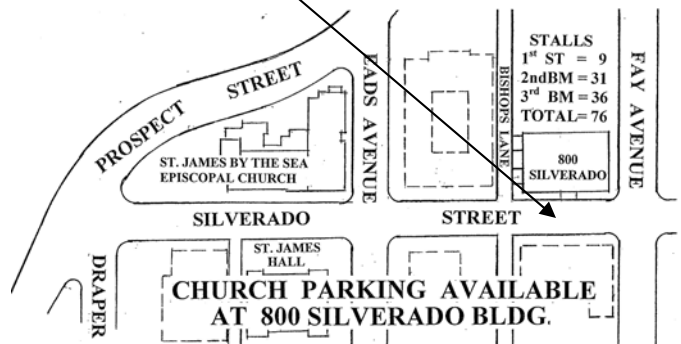 PROSPECT STREET
EADS AVENUE
BISHOPS LANE
FAY AVENUE
STALLS
1st ST = 9
2ndBM = 31
3rd BM = 36
TOTAL= 76
ST. JAMES BY THE SEA
EPISCOPAL CHURCH
800
SILVERADO
SILVERADO STREET
DRAPER
ST. JAMES
HALL
CHURCH PARKING AVAILABLE
AT 800 SILVERADO BLDG.